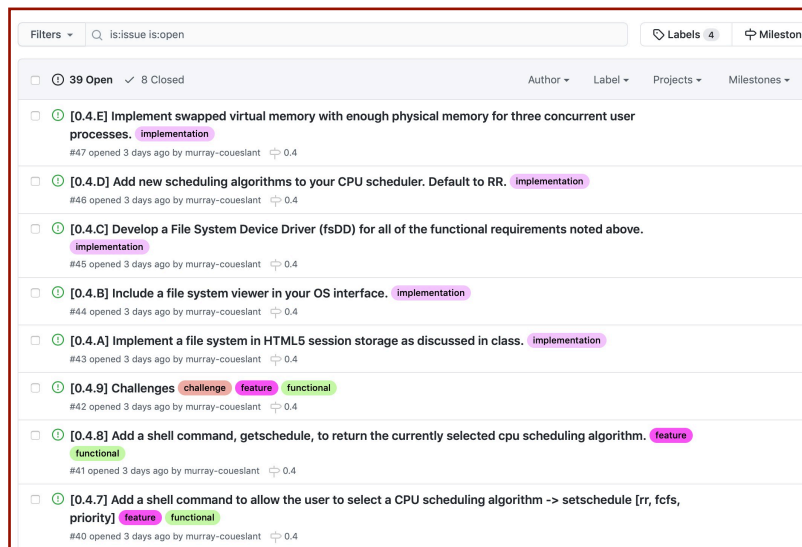 Filters is:issue is:open Labels 4 Mileston
39 Open 8 Closed Author Label Projects Milestones
[0.4.E] Implement swapped virtual memory with enough physical memory for three concurrent user
processes. implementation
#47 opened 3 days ago by murray-coueslant 0.4
[0.4.D] Add new scheduling algorithms to your CPU scheduler. Default to RR. implementation
#46 opened 3 days ago by murray-coueslant 0.4
[0.4.C] Develop a File System Device Driver (fsDD) for all of the functional requirements noted above.
implementation
#45 opened 3 days ago by murray-coueslant 0.4
[0.4.B] Include a file system viewer in your OS interface. implementation
#44 opened 3 days ago by murray-coueslant 0.4
[0.4.A] Implement a file system in HTML5 session storage as discussed in class. implementation
#43 opened 3 days ago by murray-coueslant 0.4
[0.4.9] Challenges challenge feature functional
#42 opened 3 days ago by murray-coueslant 0.4
[0.4.8] Add a shell command, getschedule, to return the currently selected cpu scheduling algorithm. feature
functional
#41 opened 3 days ago by murray-coueslant 0.4
[0.4.7] Add a shell command to allow the user to select a CPU scheduling algorithm -> setschedule [rr, fcfs,
priority] feature functional
#40 opened 3 days ago by murray-coueslant 0.4